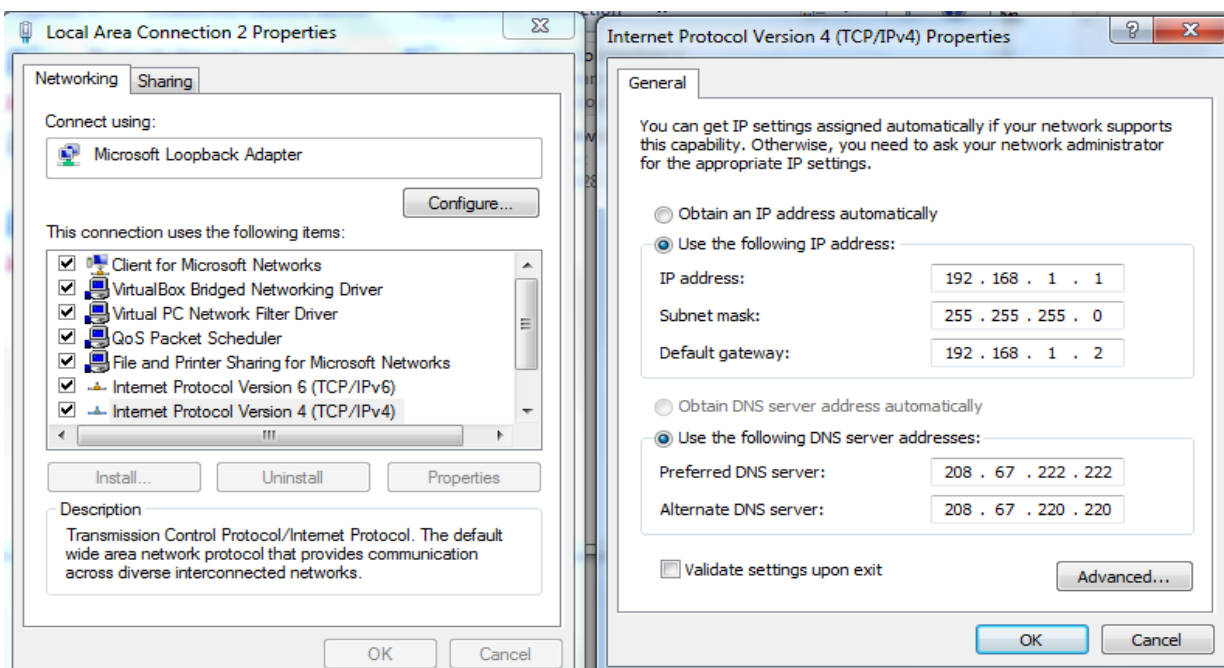 Local Area Connection 2 Properties
Networking
Sharing
Connect using:
Microsoft Loopback Adapter
Configure...
This connection uses the following items:
Client for Microsoft Networks
VirtualBox Bridged Networking Driver
Virtual PC Network Filter Driver
QoS Packet Scheduler
File and Printer Sharing for Microsoft Networks
Internet Protocol Version 6 (TCP/IPv6)
Internet Protocol Version 4 (TCP/IPv4)
Install...
Uninstall
Properties
Description
Transmission Control Protocol/Internet Protocol. The default
wide area network protocol that provides communication
across diverse interconnected networks.
OK
Cancel
Internet Protocol Version 4 (TCP/IPv4) Properties
General
You can get IP settings assigned automatically if your network supports
this capability. Otherwise, you need to ask your network administrator
for the appropriate IP settings.
Obtain an IP address automatically
Use the following IP address:
IP address: 192 . 168 . 1 . 1
Subnet mask: 255 . 255 . 255 . 0
Default gateway: 192 . 168 . 1 . 2
Obtain DNS server address automatically
Use the following DNS server addresses:
Preferred DNS server: 208 . 67 . 222 . 222
Alternate DNS server: 208 . 67 . 220 . 220
Validate settings upon exit
Advanced...
OK
Cancel